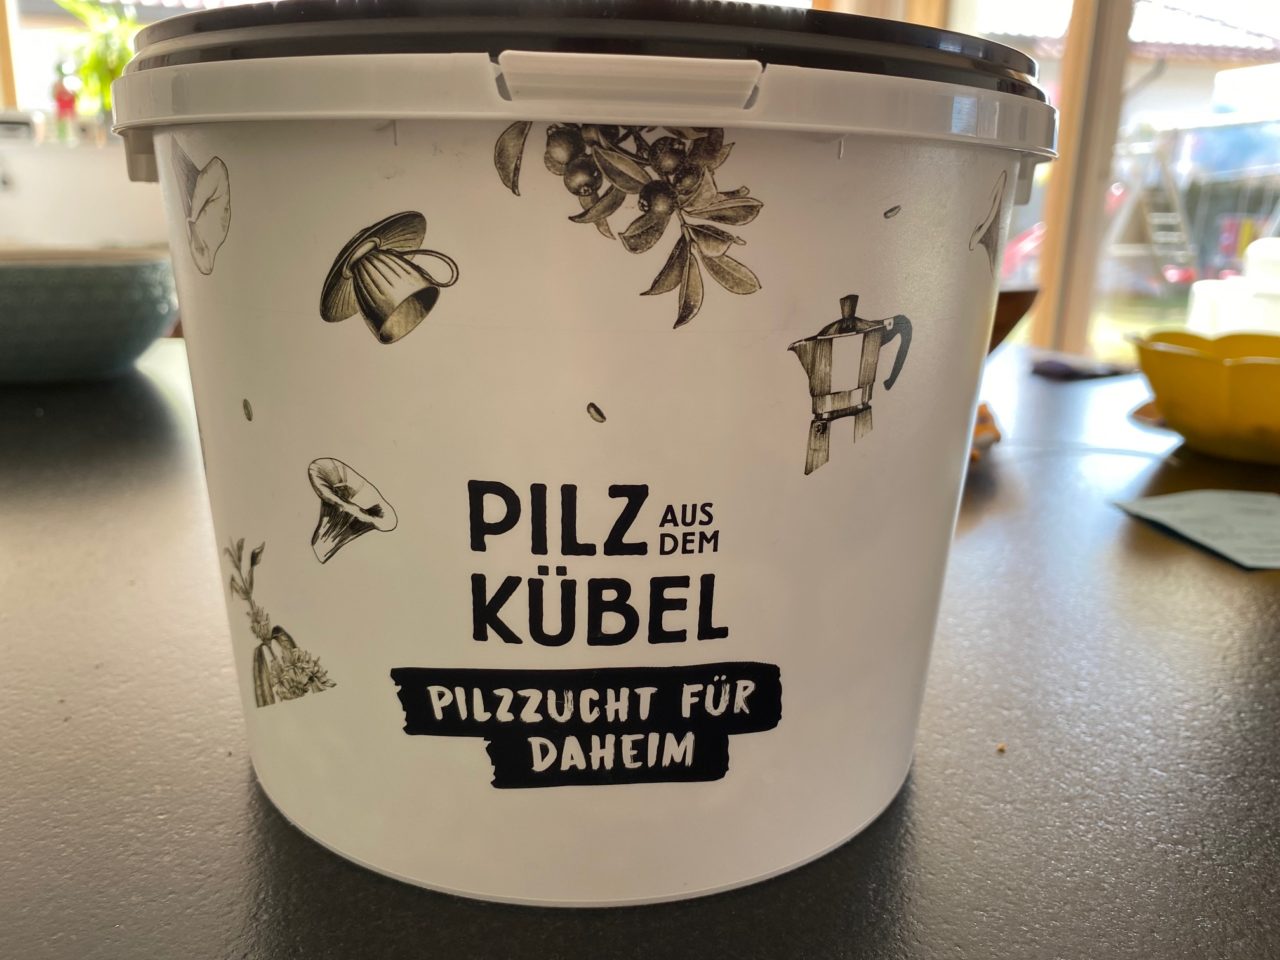 PILZ AUS
DEM
KÜBEL
PILZZUCHT FÜR
DAHEIM